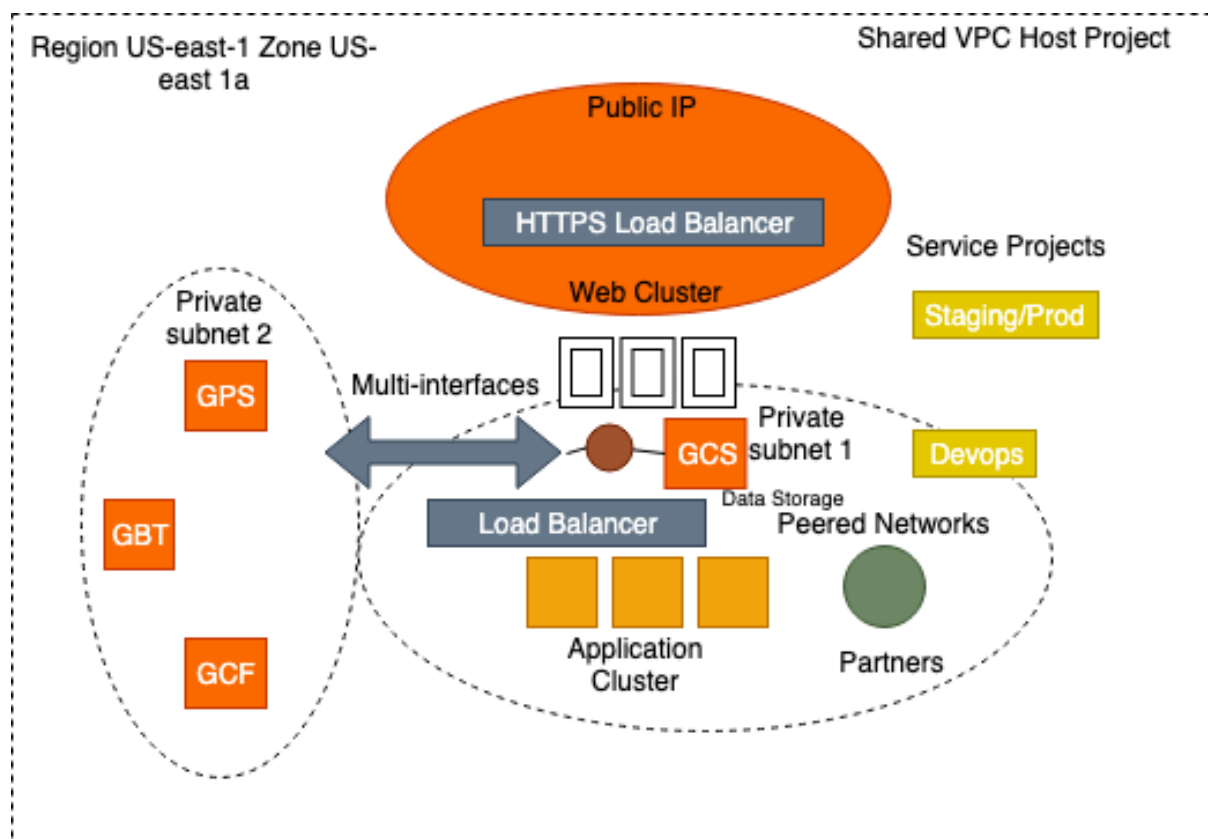 Region US-east-1 Zone US-
east 1a
Shared VPC Host Project
Public IP
HTTPS Load Balancer
Web Cluster
Service Projects
Staging/Prod
Devops
Private
subnet 2
GPS
GBT
GCF
Multi-interfaces
Private
subnet 1
GCS
Data Storage
Load Balancer
Peered Networks
Application
Cluster
Partners